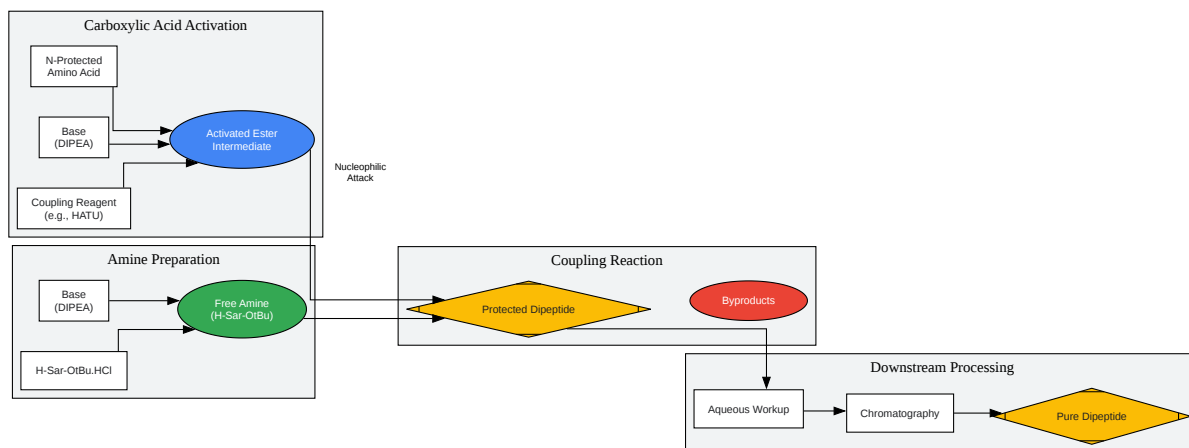 Carboxylic Acid Activation
N-Protected
Amino Acid
Base
(DIPEA)
Activated Ester
Intermediate
Coupling Reagent
(e.g., HATU)
Nucleophilic
Attack
Amine Preparation
Base
(DIPEA)
Free Amine
(H-Sar-OtBu)
H-Sar-OtBu.HCl
Coupling Reaction
Protected Dipeptide
Byproducts
Downstream Processing
Aqueous Workup
Chromatography
Pure Dipeptide